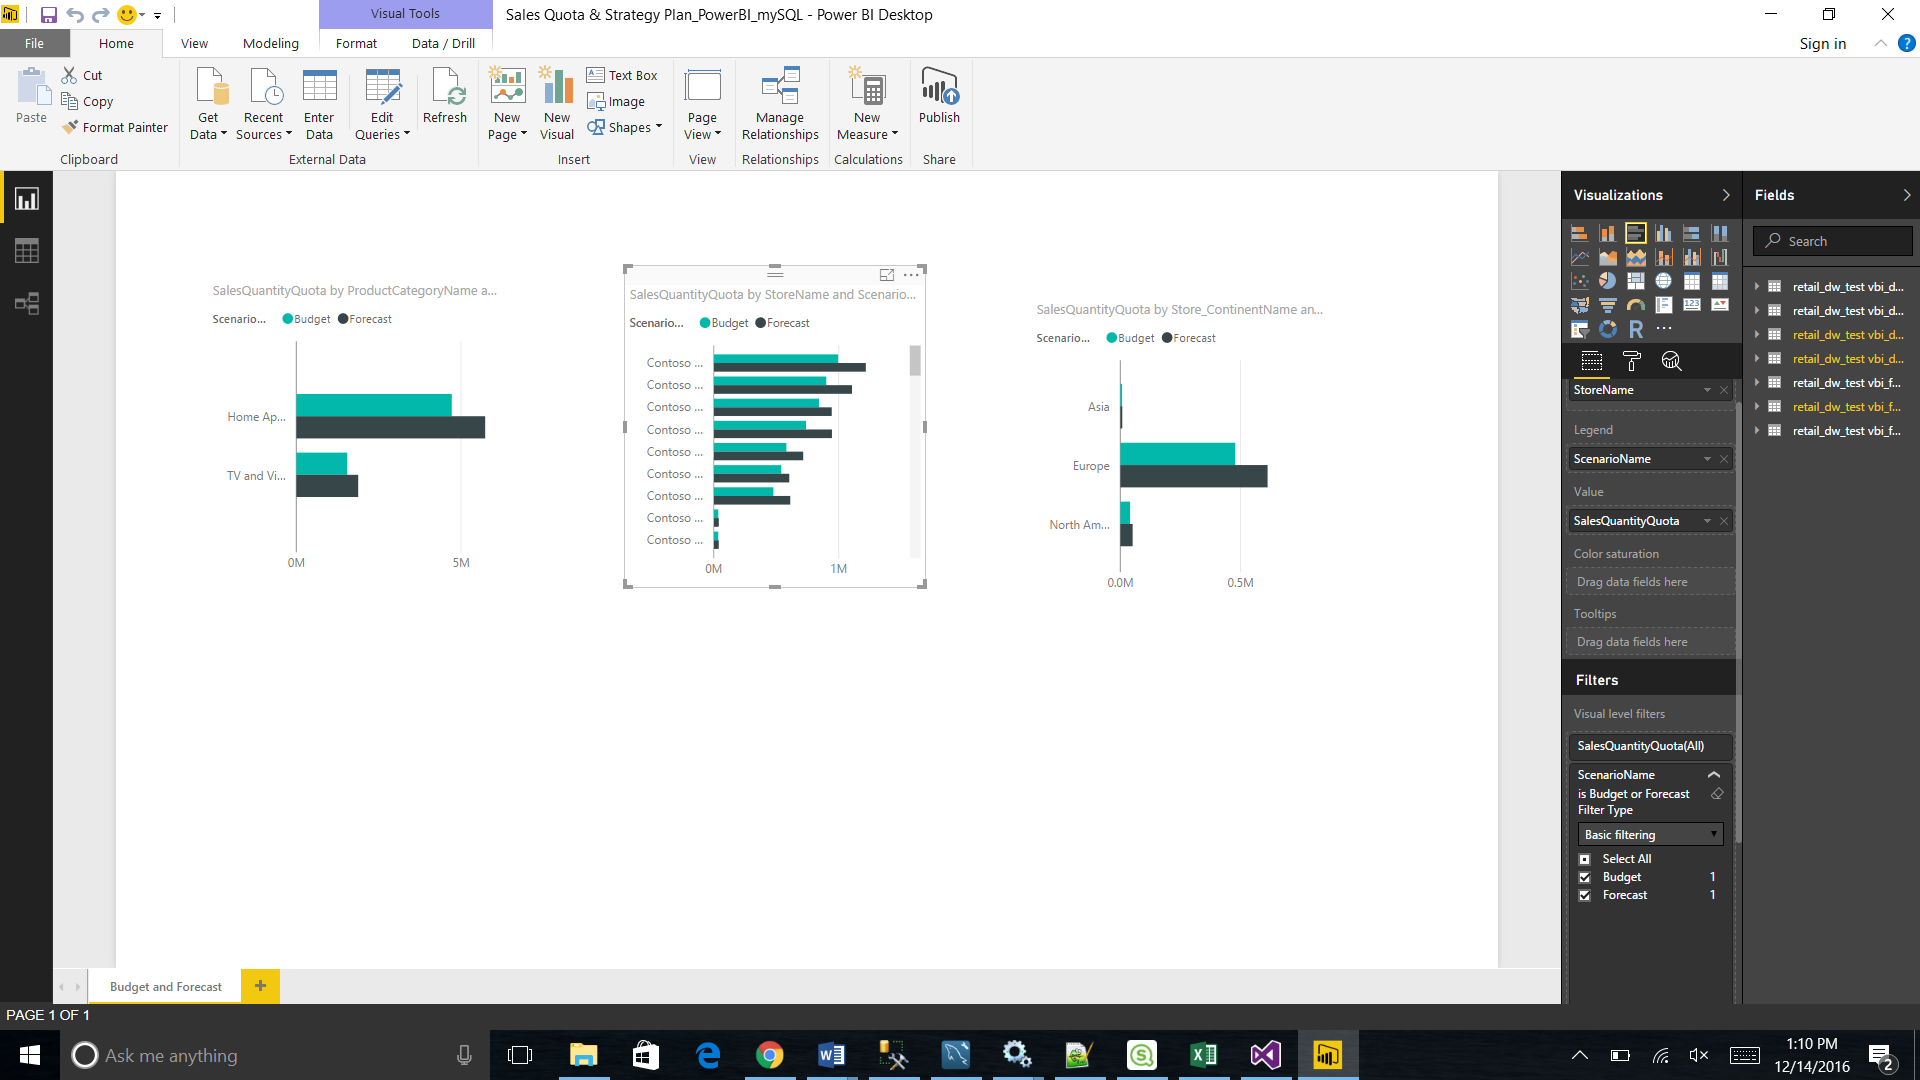 Visual Tools
Sales Quota & Strategy Plan_PowerBI_mySQL - Power BI Desktop
File
Home
View
Modeling
Format
Data / Drill
Sign in
?
Paste
Cut
Copy
Format Painter
Clipboard
Get Data
Recent Sources
Enter Data
Edit Queries
Refresh
External Data
New Page
New Visual
Text Box
Image
Shapes
Insert
Page View
View
Manage Relationships
Relationships
New Measure
Calculations
Publish
Share
SalesQuantityQuota by ProductCategoryName a...
Scenario...
Budget
Forecast
Home Ap...
TV and Vi...
0M
5M
SalesQuantityQuota by StoreName and Scenario...
Scenario...
Budget
Forecast
Contoso ...
Contoso ...
Contoso ...
Contoso ...
Contoso ...
Contoso ...
Contoso ...
Contoso ...
Contoso ...
0M
1M
SalesQuantityQuota by Store_ContinentName an...
Scenario...
Budget
Forecast
Asia
Europe
North Am...
0.0M
0.5M
Visualizations
123
R
StoreName
Legend
ScenarioName
Value
SalesQuantityQuota
Color saturation
Drag data fields here
Tooltips
Drag data fields here
Filters
Visual level filters
SalesQuantityQuota(All)
ScenarioName
is Budget or Forecast
Filter Type
Basic filtering
Select All
Budget 1
Forecast 1
Fields
Search
retail_dw_test vbi_d...
retail_dw_test vbi_d...
retail_dw_test vbi_d...
retail_dw_test vbi_d...
retail_dw_test vbi_f...
retail_dw_test vbi_f...
retail_dw_test vbi_f...
Budget and Forecast
+
PAGE 1 OF 1
Ask me anything
1:10 PM
12/14/2016
2